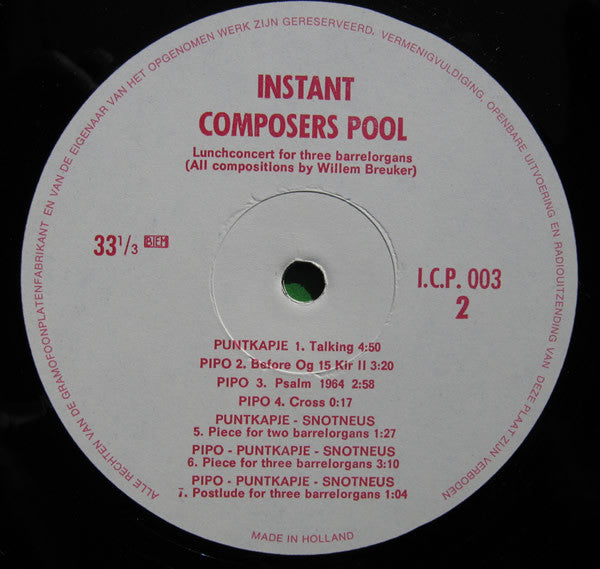 ALLE RECHTEN VAN DE GRAMOFOONPLATENFABRIKANT EN VAN DE EIGENAAR VAN HET OPGENOMEN WERK ZIJN GERESERVEERD. VERMENIGVULDIGING, OPENBARE UITVOERING EN RADIOUITZENDING VAN DEZE PLAAT ZIJN VERBODEN
INSTANT
COMPOSERS POOL
Lunchconcert for three barrelorgans
(All compositions by Willem Breuker)
33 1/3 BIEM
I.C.P. 003
2
PUNTKAPJE 1. Talking 4:50
PIPO 2. Before Og 15 Kir II 3:20
PIPO 3. Psalm 1964 2:58
PIPO 4. Cross 0:17
PUNTKAPJE - SNOTNEUS
5. Piece for two barrelorgans 1:27
PIPO - PUNTKAPJE - SNOTNEUS
6. Piece for three barrelorgans 3:10
PIPO - PUNTKAPJE - SNOTNEUS
7. Postlude for three barrelorgans 1:04
MADE IN HOLLAND